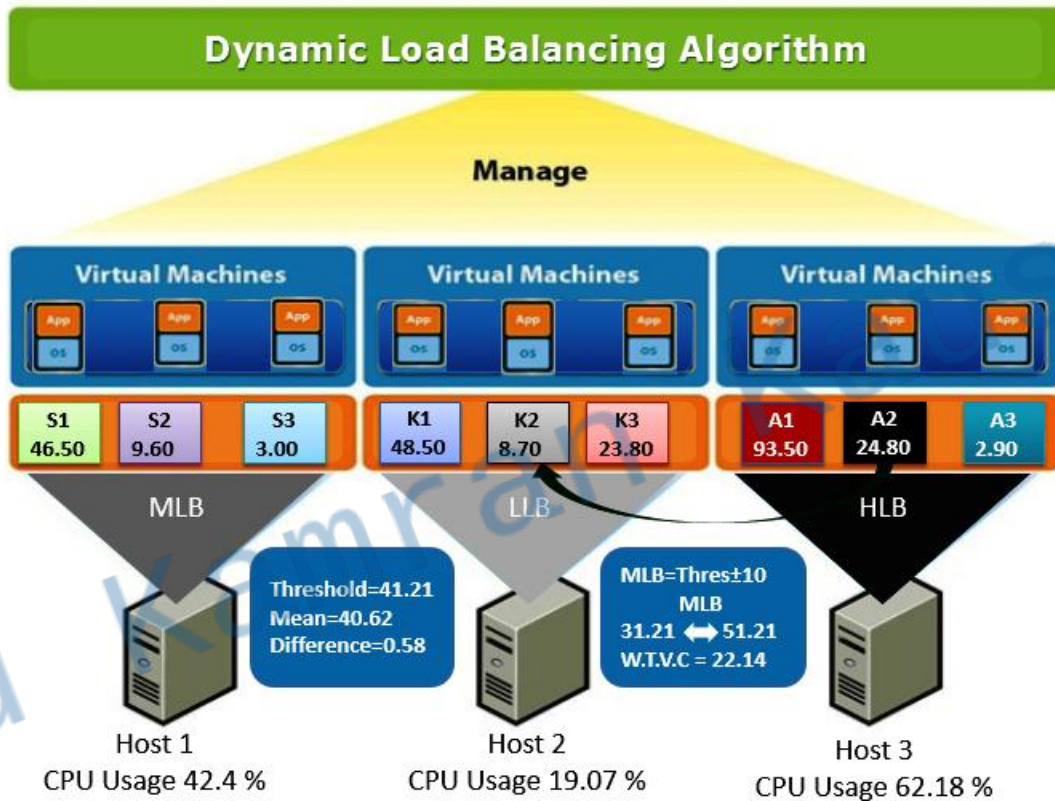 Dynamic Load Balancing Algorithm
Manage
Virtual Machines
App
OS
App
OS
App
OS
Virtual Machines
App
OS
App
OS
App
OS
Virtual Machines
App
OS
App
OS
App
OS
S1
46.50
S2
9.60
S3
3.00
K1
48.50
K2
8.70
K3
23.80
A1
93.50
A2
24.80
A3
2.90
MLB
LLB
HLB
Threshold=41.21
Mean=40.62
Difference=0.58
MLB=Thres±10
MLB
31.21 51.21
W.T.V.C = 22.14
Host 1
CPU Usage 42.4 %
Host 2
CPU Usage 19.07 %
Host 3
CPU Usage 62.18 %
Kamran